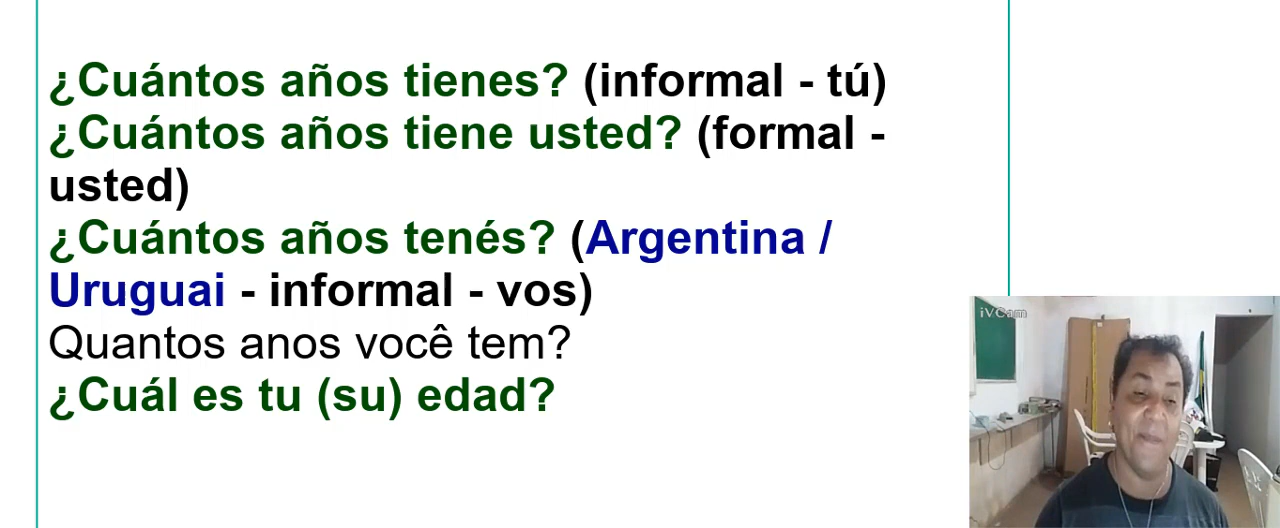 ¿Cuántos años tienes? (informal - tú)
¿Cuántos años tiene usted? (formal -
usted)
¿Cuántos años tenés? (Argentina /
Uruguai - informal - vos)
Quantos anos você tem?
¿Cuál es tu (su) edad?
iVCam